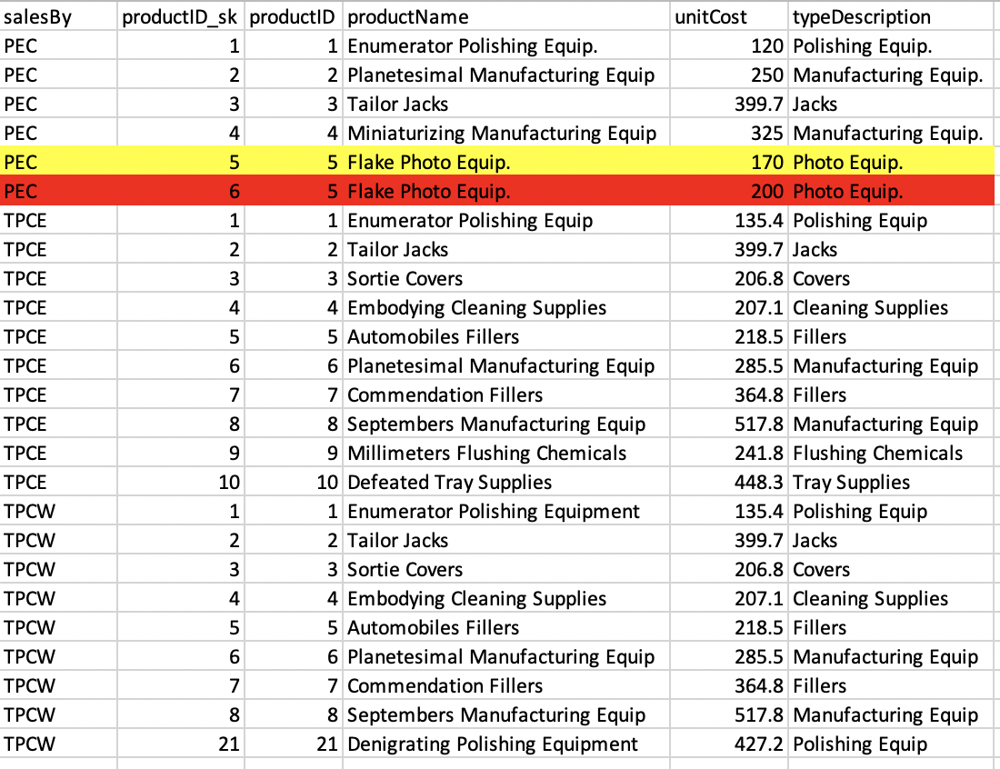 salesBy productID_sk productID productName unitCost typeDescription
PEC 1 1 Enumerator Polishing Equip. 120 Polishing Equip.
PEC 2 2 Planetesimal Manufacturing Equip 250 Manufacturing Equip.
PEC 3 3 Tailor Jacks 399.7 Jacks
PEC 4 4 Miniaturizing Manufacturing Equip 325 Manufacturing Equip.
PEC 5 5 Flake Photo Equip. 170 Photo Equip.
PEC 6 5 Flake Photo Equip. 200 Photo Equip.
TPCE 1 1 Enumerator Polishing Equip 135.4 Polishing Equip
TPCE 2 2 Tailor Jacks 399.7 Jacks
TPCE 3 3 Sortie Covers 206.8 Covers
TPCE 4 4 Embodying Cleaning Supplies 207.1 Cleaning Supplies
TPCE 5 5 Automobiles Fillers 218.5 Fillers
TPCE 6 6 Planetesimal Manufacturing Equip 285.5 Manufacturing Equip
TPCE 7 7 Commendation Fillers 364.8 Fillers
TPCE 8 8 Septembers Manufacturing Equip 517.8 Manufacturing Equip
TPCE 9 9 Millimeters Flushing Chemicals 241.8 Flushing Chemicals
TPCE 10 10 Defeated Tray Supplies 448.3 Tray Supplies
TPCW 1 1 Enumerator Polishing Equipment 135.4 Polishing Equip
TPCW 2 2 Tailor Jacks 399.7 Jacks
TPCW 3 3 Sortie Covers 206.8 Covers
TPCW 4 4 Embodying Cleaning Supplies 207.1 Cleaning Supplies
TPCW 5 5 Automobiles Fillers 218.5 Fillers
TPCW 6 6 Planetesimal Manufacturing Equip 285.5 Manufacturing Equip
TPCW 7 7 Commendation Fillers 364.8 Fillers
TPCW 8 8 Septembers Manufacturing Equip 517.8 Manufacturing Equip
TPCW 21 21 Denigrating Polishing Equipment 427.2 Polishing Equip